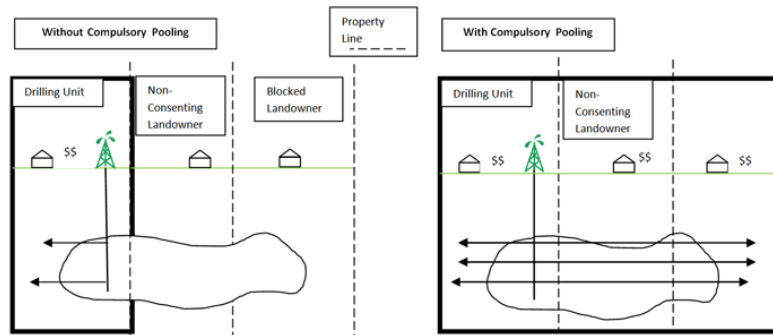 Without Compulsory Pooling
Property
Line
With Compulsory Pooling
Drilling Unit
Non-
Consenting
Landowner
Blocked
Landowner
$$
Drilling Unit
Non-
Consenting
Landowner
$$
$$
$$